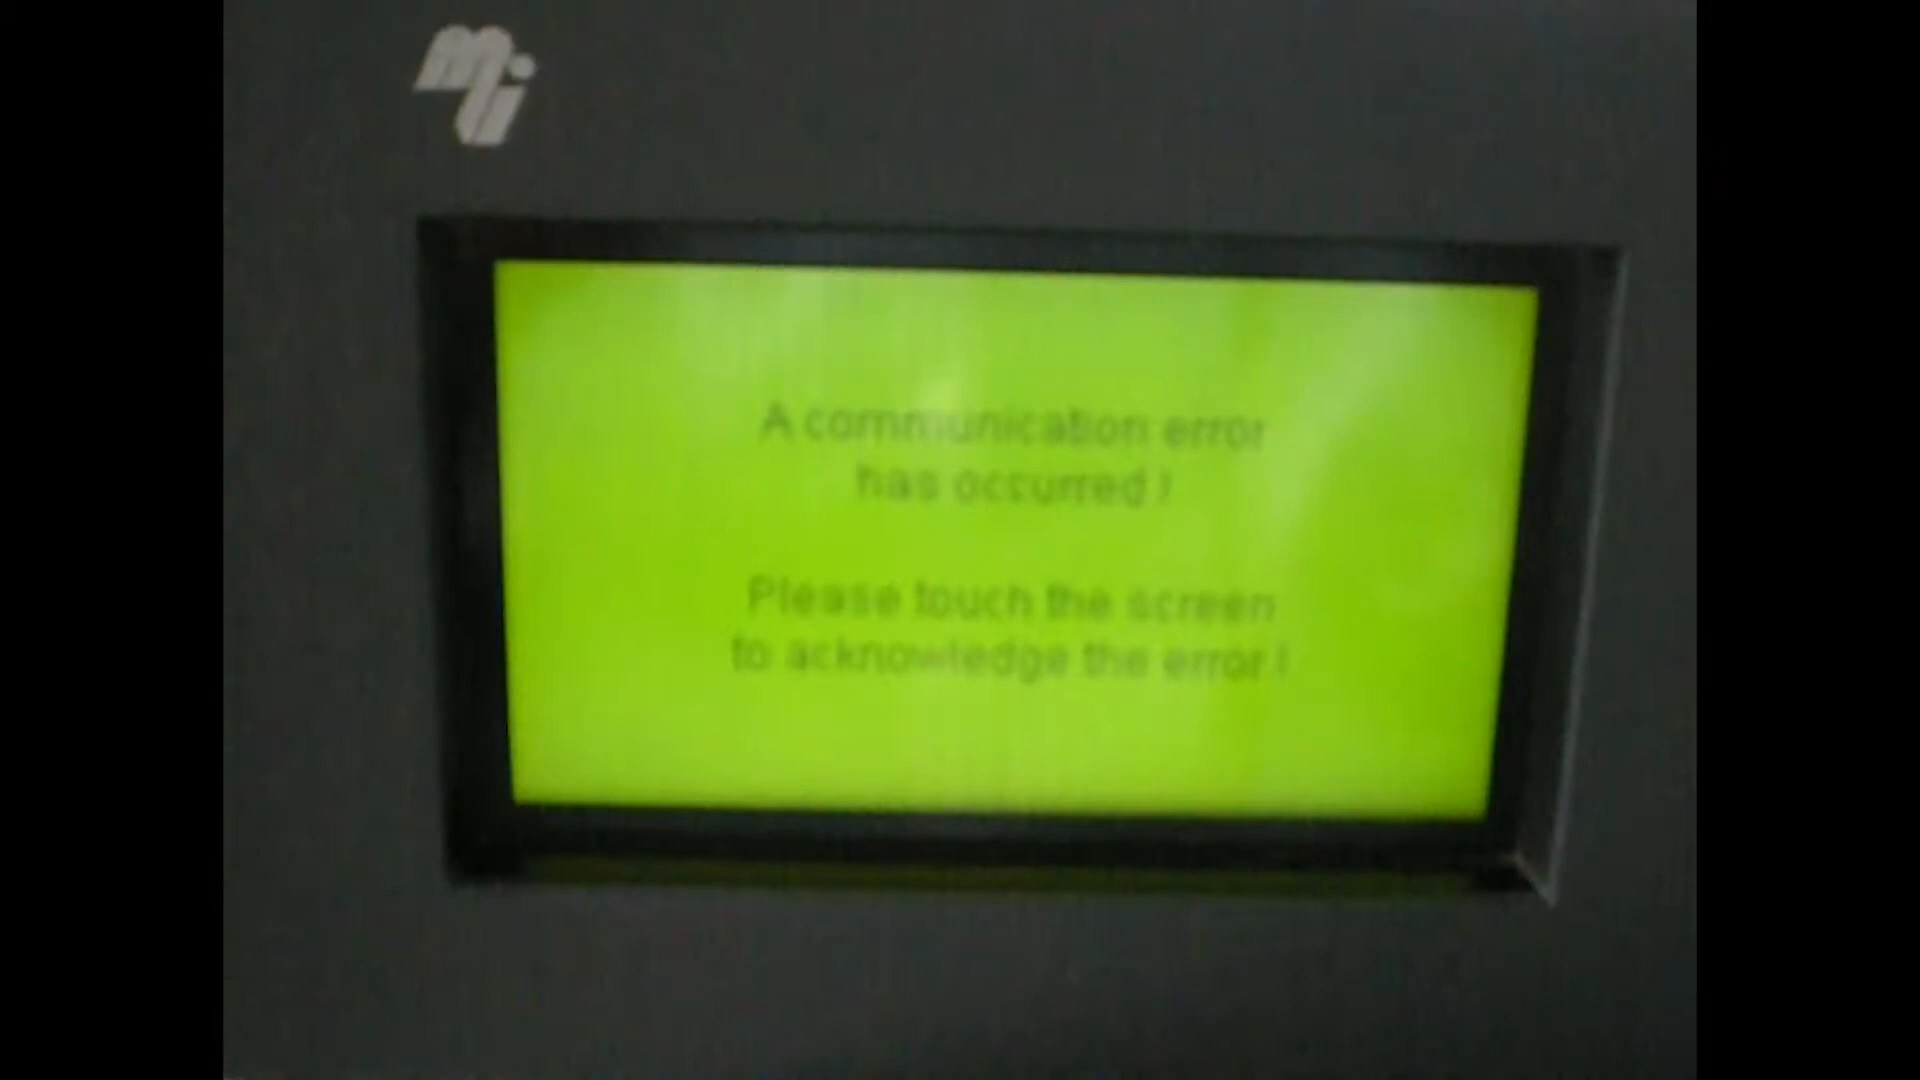 A communication error
has occurred!
Please touch the screen
to acknowledge the error!